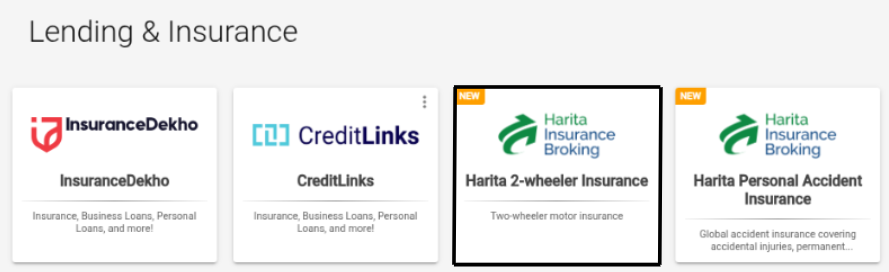 Lending & Insurance
InsuranceDekho
InsuranceDekho
Insurance, Business Loans, Personal
Loans, and more!
CreditLinks
CreditLinks
Insurance, Business Loans, Personal
Loans, and more!
NEW
Harita
Insurance
Broking
Harita 2-wheeler Insurance
Two-wheeler motor insurance
NEW
Harita
Insurance
Broking
Harita Personal Accident
Insurance
Global accident insurance covering
accidental injuries, permanent...